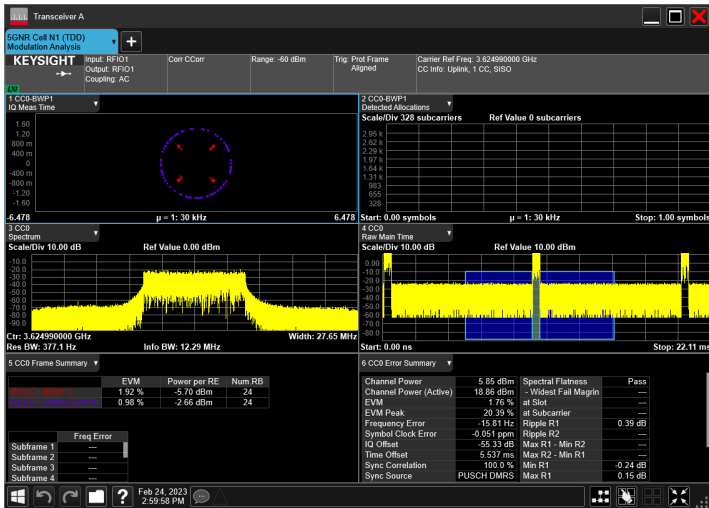 Transceiver A
5GNR Cell N1 (TDD)
Modulation Analysis
KEYSIGHT
LXI
Input: RFIO1
Output: RFIO1
Coupling: AC
Corr CCorr
Range: -60 dBm
Trig: Prot Frame
Aligned
Carrier Ref Freq: 3.624990000 GHz
CC Info: Uplink, 1 CC, SISO
1 CC0-BWP1
IQ Meas Time
1.60
1.20
800 m
400 m
0
-400 m
-800 m
-1.20
-1.60
-6.478 μ = 1: 30 kHz 6.478
2 CC0-BWP1
Detected Allocations
Scale/Div 328 subcarriers Ref Value 0 subcarriers
2.95 k
2.62 k
2.29 k
1.97 k
1.64 k
1.31 k
983
655
328
Start: 0.00 symbols μ = 1: 30 kHz Stop: 1.00 symbols
3 CC0
Spectrum
Scale/Div 10.00 dB Ref Value 0.00 dBm
-10.0
-20.0
-30.0
-40.0
-50.0
-60.0
-70.0
-80.0
-90.0
Ctr: 3.624990000 GHz Width: 27.65 MHz
Res BW: 377.1 Hz Info BW: 12.29 MHz
4 CC0
Raw Main Time
Scale/Div 10.00 dB Ref Value 10.00 dBm
0.00
-10.0
-20.0
-30.0
-40.0
-50.0
-60.0
-70.0
-80.0
Start: 0.00 ns Stop: 22.11 ms
5 CC0 Frame Summary
EVM Power per RE Num.RB
1.92 % -5.70 dBm 24
0.98 % -2.66 dBm 24
Freq Error
Subframe 1 ---
Subframe 2 ---
Subframe 3 ---
Subframe 4 ---
6 CC0 Error Summary
Channel Power 5.85 dBm Spectral Flatness Pass
Channel Power (Active) 18.86 dBm - Widest Fail Magrin ---
EVM 1.76 % at Slot ---
EVM Peak 20.39 % at Subcarrier ---
Frequency Error -15.81 Hz Ripple R1 0.39 dB
Symbol Clock Error -0.051 ppm Ripple R2 ---
IQ Offset -55.33 dB Max R1 - Min R2 ---
Time Offset 5.537 ms Max R2 - Min R1 ---
Sync Correlation 100.0 % Min R1 -0.24 dB
Sync Source PUSCH DMRS Max R1 0.15 dB
Feb 24, 2023
2:59:58 PM